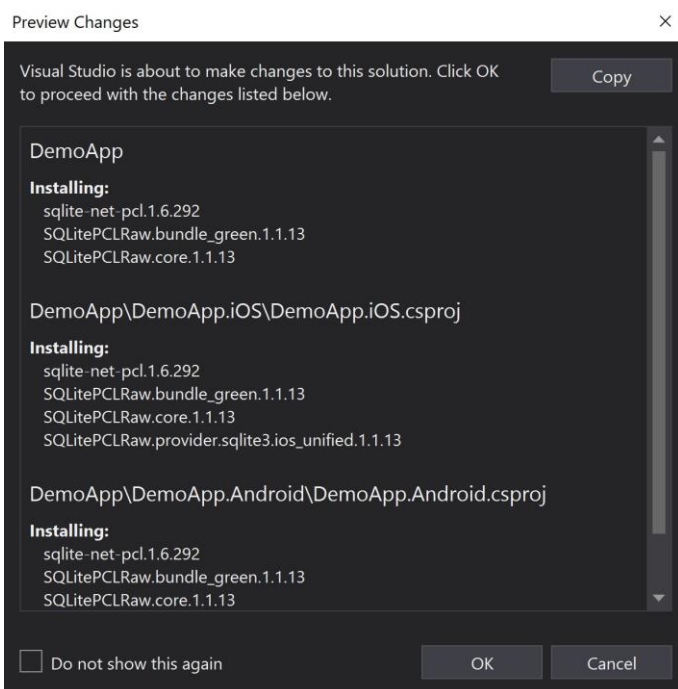 Preview Changes
Visual Studio is about to make changes to this solution. Click OK
to proceed with the changes listed below.
Copy
DemoApp
Installing:
sqlite-net-pcl.1.6.292
SQLitePCLRaw.bundle_green.1.1.13
SQLitePCLRaw.core.1.1.13
DemoApp\DemoApp.iOS\DemoApp.iOS.csproj
Installing:
sqlite-net-pcl.1.6.292
SQLitePCLRaw.bundle_green.1.1.13
SQLitePCLRaw.core.1.1.13
SQLitePCLRaw.provider.sqlite3.ios_unified.1.1.13
DemoApp\DemoApp.Android\DemoApp.Android.csproj
Installing:
sqlite-net-pcl.1.6.292
SQLitePCLRaw.bundle_green.1.1.13
SQLitePCLRaw.core.1.1.13
Do not show this again
OK
Cancel